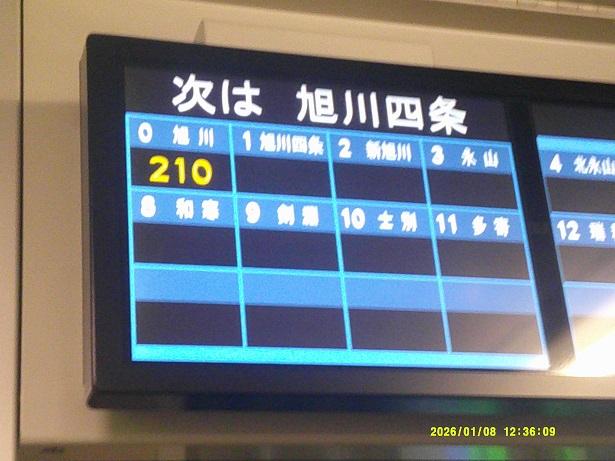 次は 旭川四条
0 旭川 1 旭川四条 2 新旭川 3 永山 4 北永山
210
8 和寒 9 剣淵 10 士別 11 多寄 12 瑞
2026/01/08 12:36:09